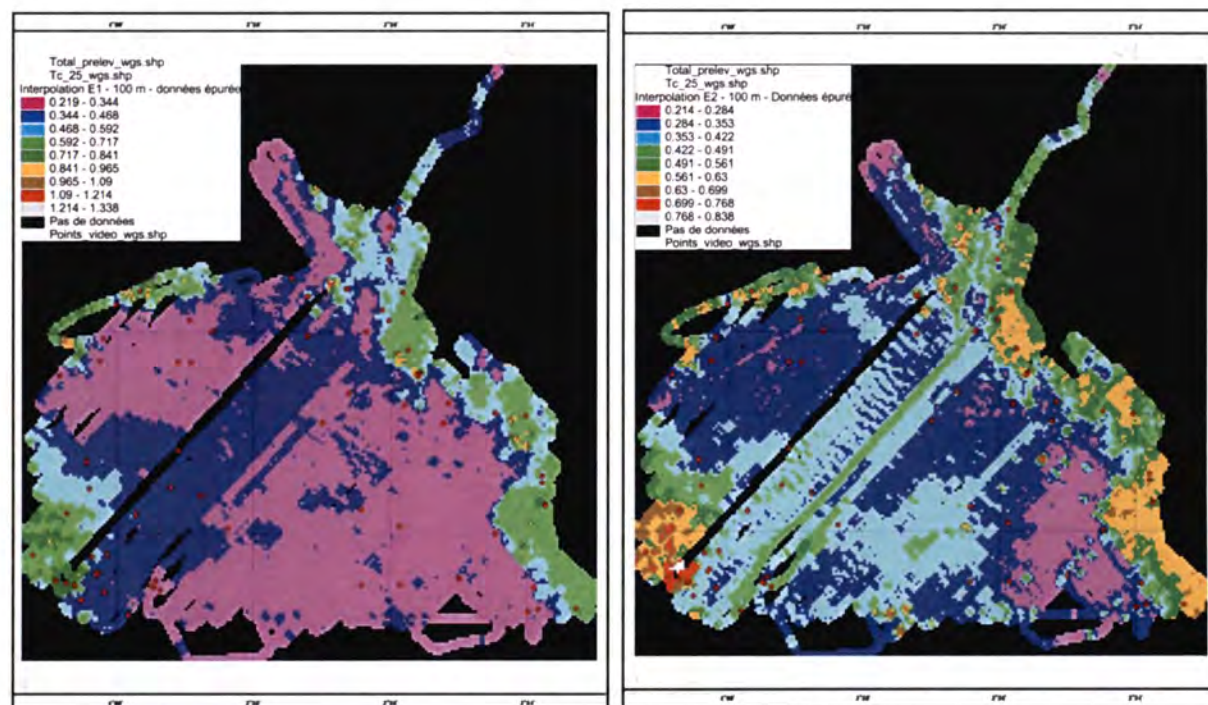 Total_prelev_wgs.shp
Tc_25_wgs.shp
Interpolation E1 - 100 m - données épuré
0.219 - 0.344
0.344 - 0.468
0.468 - 0.592
0.592 - 0.717
0.717 - 0.841
0.841 - 0.965
0.965 - 1.09
1.09 - 1.214
1.214 - 1.338
Pas de données
Points_video_wgs.shp
Total_prelev_wgs.shp
Tc_25_wgs.shp
Interpolation E2 - 100 m - Données épuré
0.214 - 0.284
0.284 - 0.353
0.353 - 0.422
0.422 - 0.491
0.491 - 0.561
0.561 - 0.63
0.63 - 0.699
0.699 - 0.768
0.768 - 0.838
Pas de données
Points_video_wgs.shp